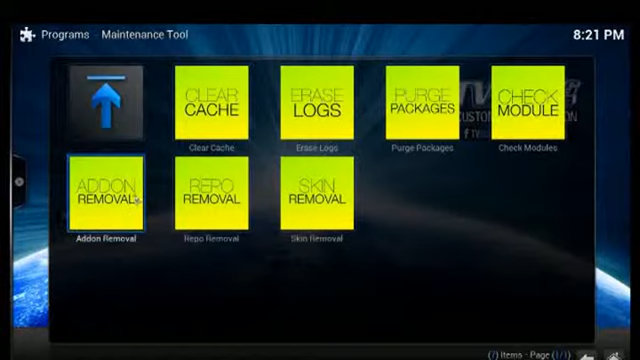 Programs - Maintenance Tool
8:21 PM
CLEAR
CACHE
ERASE
LOGS
PURGE
PACKAGES
CHECK
MODULE
Clear Cache
Erase Logs
Purge Packages
Check Modules
ADDON
REMOVAL
REPO
REMOVAL
SKIN
REMOVAL
Addon Removal
Repo Removal
Skin Removal
(7) Items - Page (1/1)